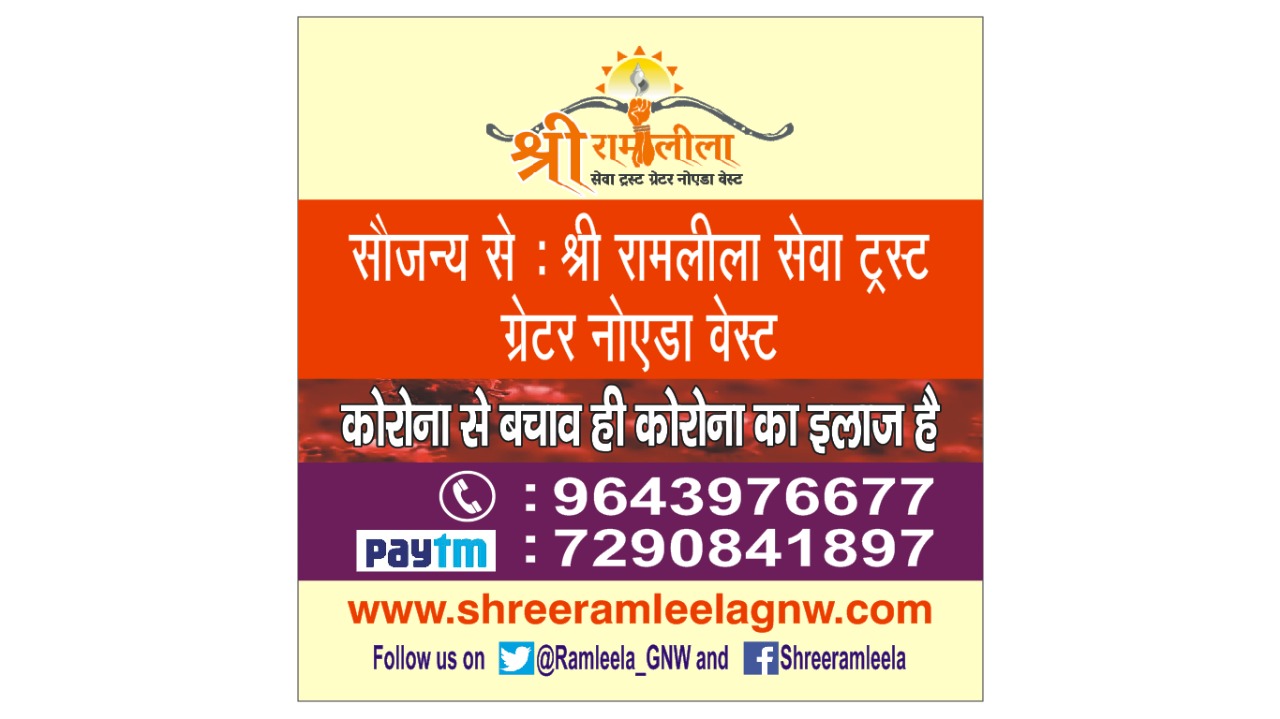 श्री रामलीला
सेवा ट्रस्ट ग्रेटर नोएडा वेस्ट
सौजन्य से : श्री रामलीला सेवा ट्रस्ट
ग्रेटर नोएडा वेस्ट
कोरोना से बचाव ही कोरोना का इलाज है
: 9643976677
paytm : 7290841897
www.shreeramleelagnw.com
Follow us on @Ramleela_GNW and Shreeramleela